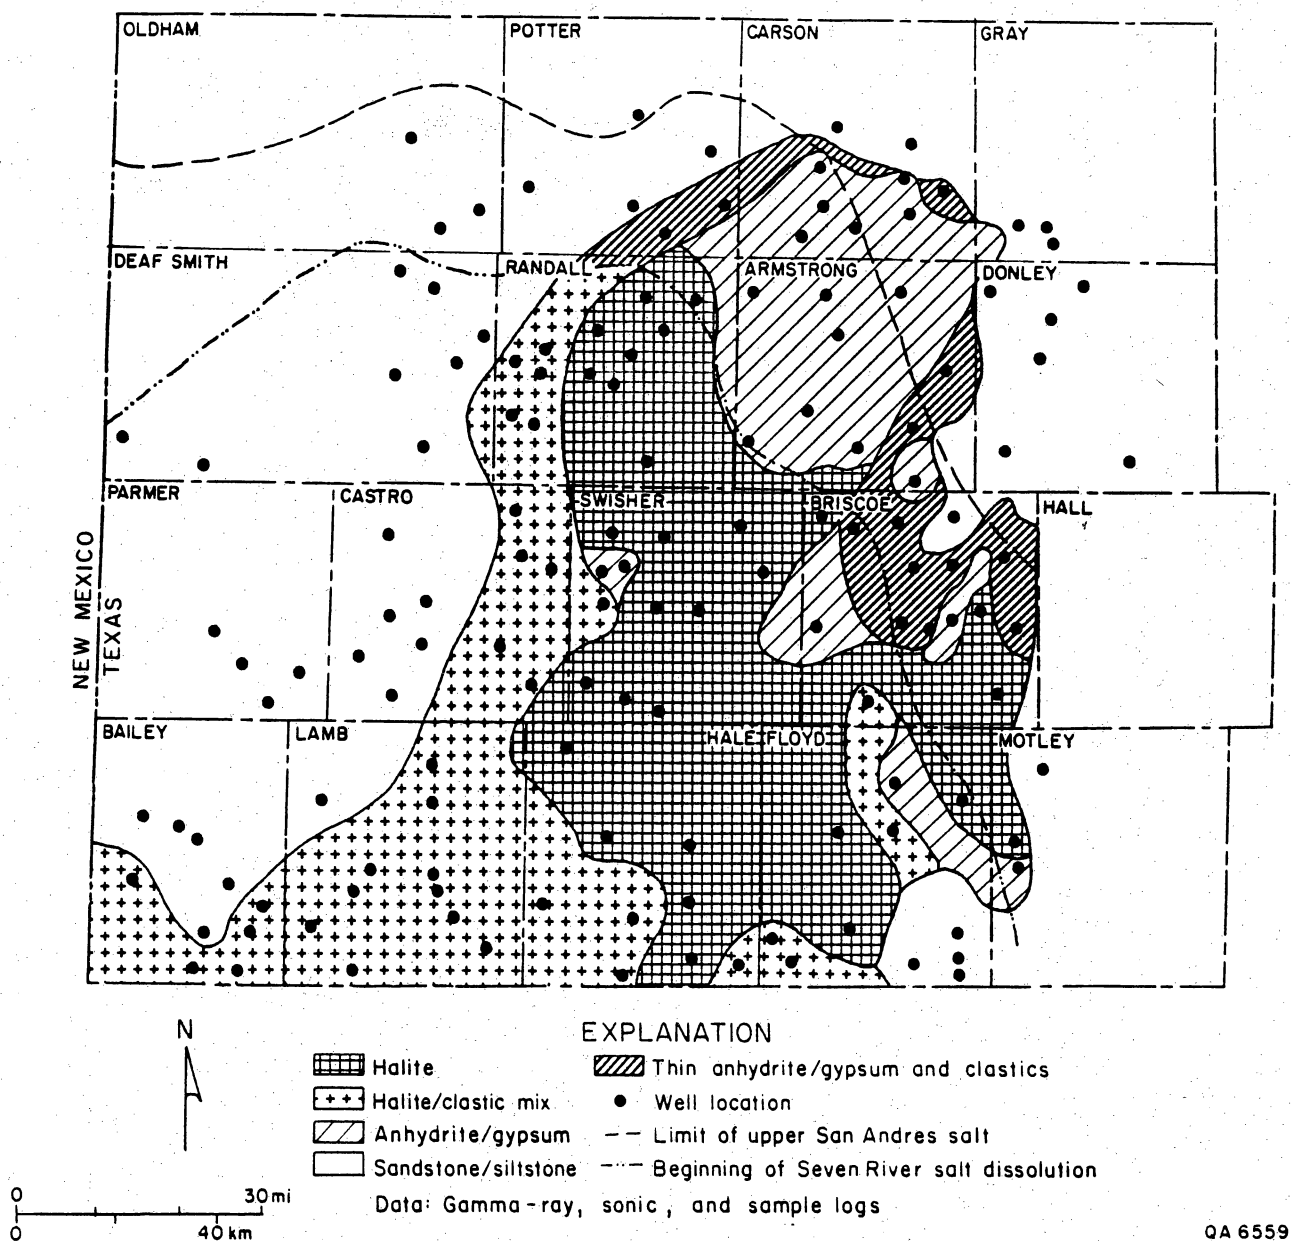 OLDHAM POTTER CARSON GRAY
DEAF SMITH RANDALL ARMSTRONG DONLEY
PARMER CASTRO SWISHER BRISCOE HALL
NEW MEXICO
TEXAS
BAILEY LAMB HALE FLOYD MOTLEY
N
EXPLANATION
Halite
Halite/clastic mix
Anhydrite/gypsum
Sandstone/siltstone
Thin anhydrite/gypsum and clastics
Well location
Limit of upper San Andres salt
Beginning of Seven River salt dissolution
Data: Gamma-ray, sonic, and sample logs
0 30 mi
0 40 km
QA 6559